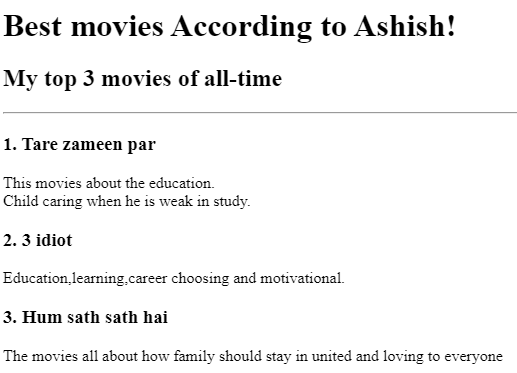 Best movies According to Ashish!
My top 3 movies of all-time
1. Tare zameen par
This movies about the education.
Child caring when he is weak in study.
2. 3 idiot
Education,learning,career choosing and motivational.
3. Hum sath sath hai
The movies all about how family should stay in united and loving to everyone